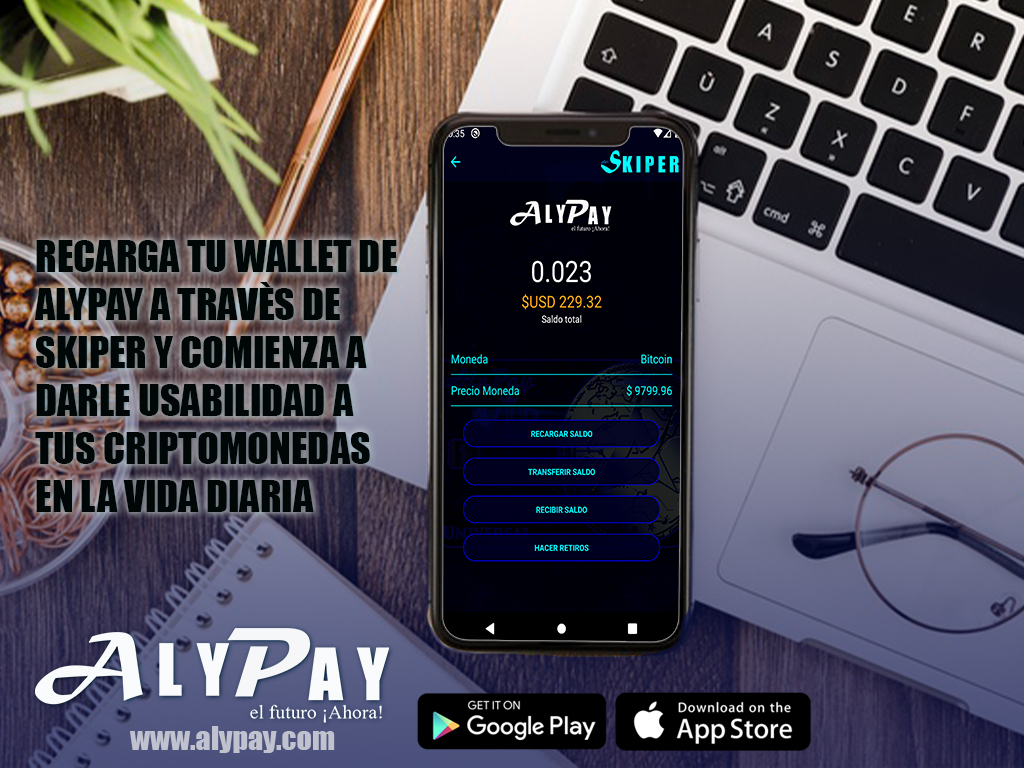 RECARGA TU WALLET DE
ALYPAY A TRAVÈS DE
SKIPER Y COMIENZA A
DARLE USABILIDAD A
TUS CRIPTOMONEDAS
EN LA VIDA DIARIA
SKIPER
ALYPAY
el futuro ¡Ahora!
0.023
$USD 229.32
Saldo total
Moneda Bitcoin
Precio Moneda $ 9799.96
RECARGAR SALDO
TRANSFERIR SALDO
RECIBIR SALDO
HACER RETIROS
ALYPAY
el futuro ¡Ahora!
www.alypay.com
GET IT ON
Google Play
Download on the
App Store
E
A R
S
Ù D
Z F
X
C
alt V
cmd